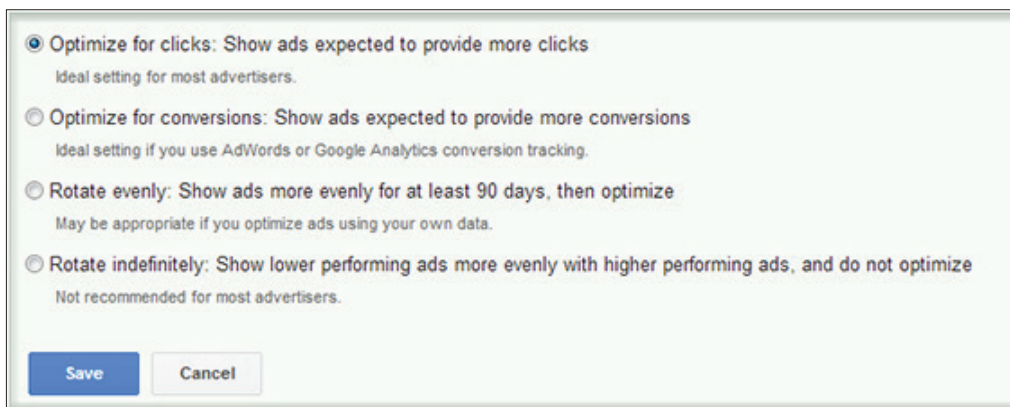 Optimize for clicks: Show ads expected to provide more clicks
Ideal setting for most advertisers.
Optimize for conversions: Show ads expected to provide more conversions
Ideal setting if you use AdWords or Google Analytics conversion tracking.
Rotate evenly: Show ads more evenly for at least 90 days, then optimize
May be appropriate if you optimize ads using your own data.
Rotate indefinitely: Show lower performing ads more evenly with higher performing ads, and do not optimize
Not recommended for most advertisers.
Save Cancel